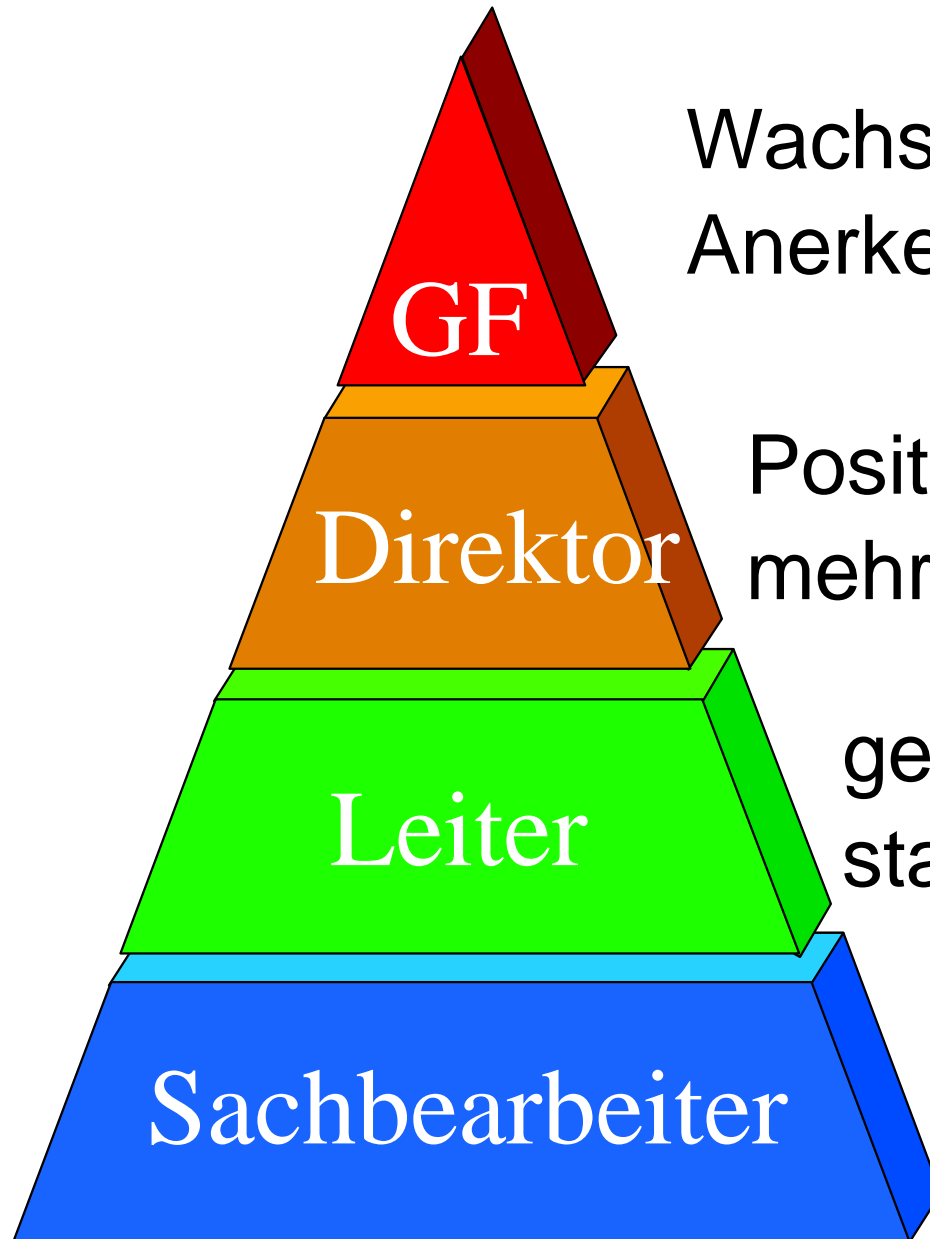 Wachs
Anerke
GF
Posit
mehr
Direktor
ge
sta
Leiter
Sachbearbeiter